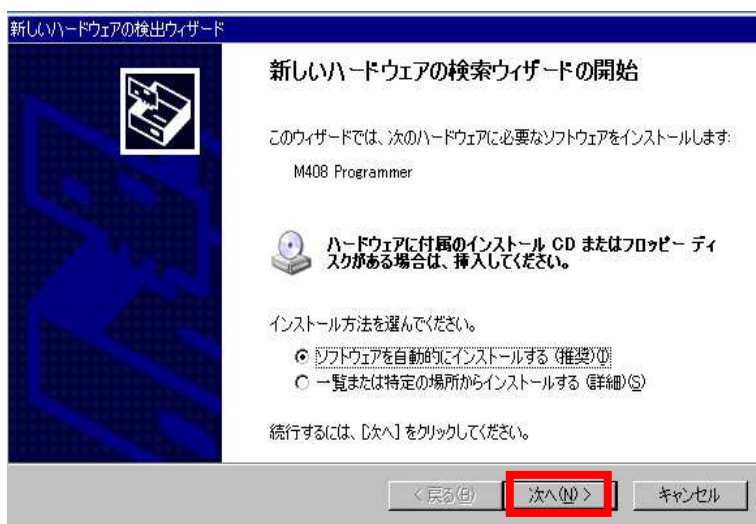 新しいハードウェアの検出ウィザード
新しいハードウェアの検索ウィザードの開始
このウィザードでは、次のハードウェアに必要なソフトウェアをインストールします:
M408 Programmer
ハードウェアに付属のインストール CD またはフロッピー ディ
スクがある場合は、挿入してください。
インストール方法を選んでください。
ソフトウェアを自動的にインストールする (推奨)(I)
一覧または特定の場所からインストールする (詳細)(S)
続行するには、[次へ] をクリックしてください。
< 戻る(B)
次へ(N) >
キャンセル